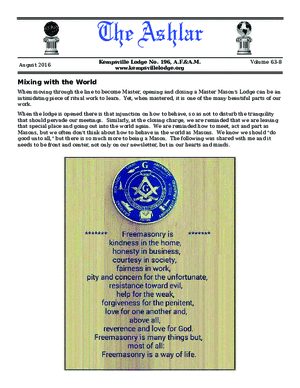 The Ashlar
August 2016
Kempsville Lodge No. 196, A.F.&A.M.
www.kempsvillelodge.org
Volume 63-8
Mixing with the World
When moving through the line to become Master, opening and closing a Master Mason's Lodge can be an
intimidating piece of ritual work to learn. Yet, when mastered, it is one of the many beautiful parts of our
work.
When the lodge is opened there is that injunction on how to behave, so as not to disturb the tranquility
that should pervade our meetings. Similarly, at the closing charge, we are reminded that we are leaving
that special place and going out into the world again. We are reminded how to meet, act and part as
Masons, but we often don't think about how to behave in the world as Masons. We know we should "do
good unto all," but there is so much more to being a Mason. The following was shared with me and it
needs to be front and center, not only on our newsletter, but in our hearts and minds.
G
******* Freemasonry is *******
kindness in the home,
honesty in business,
courtesy in society,
fairness in work,
pity and concern for the unfortunate,
resistance toward evil,
help for the weak,
forgiveness for the penitent,
love for one another and,
above all,
reverence and love for God.
Freemasonry is many things but,
most of all:
Freemasonry is a way of life.